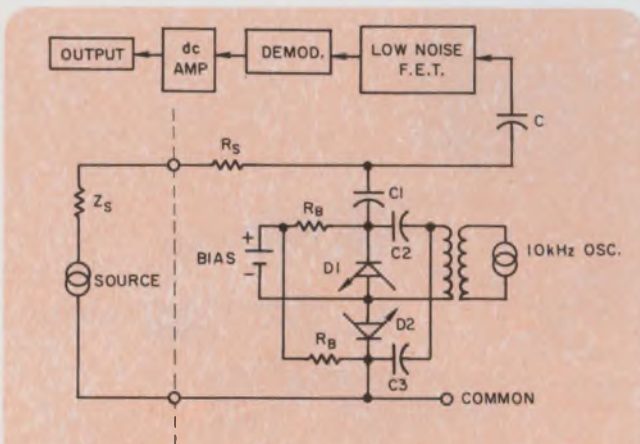 OUTPUT
dc
AMP
DEMOD.
LOW NOISE
F.E.T.
C
RS
C1
ZS
RB
C2
+
BIAS
-
D1
10kHz OSC.
SOURCE
D2
RB
C3
COMMON